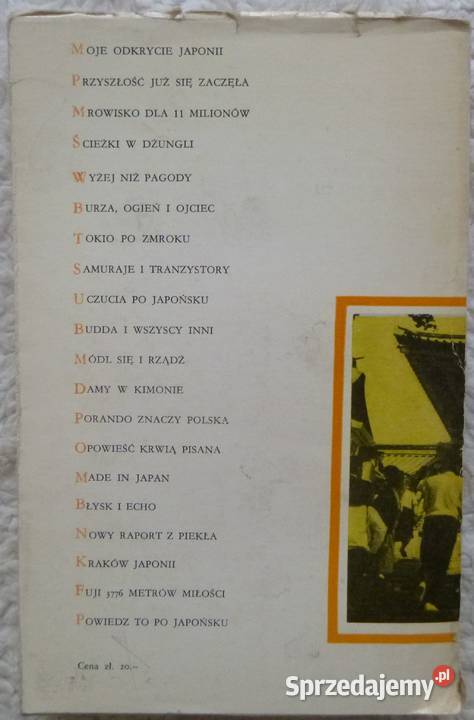 MOJE ODKRYCIE JAPONII
PRZYSZŁOŚĆ JUŻ SIĘ ZACZĘŁA
MROWISKO DLA 11 MILIONÓW
ŚCIEŻKI W DŻUNGLI
WYŻEJ NIŻ PAGODY
BURZA, OGIEŃ I OJCIEC
TOKIO PO ZMROKU
SAMURAJE I TRANZYSTORY
UCZUCIA PO JAPOŃSKU
BUDDA I WSZYSCY INNI
MÓDL SIĘ I RZĄDŹ
DAMY W KIMONIE
PORANDO ZNACZY POLSKA
OPOWIEŚĆ KRWIĄ PISANA
MADE IN JAPAN
BŁYSK I ECHO
NOWY RAPORT Z PIEKŁA
KRAKÓW JAPONII
FUJI 3776 METRÓW MIŁOŚCI
POWIEDZ TO PO JAPOŃSKU
Cena zł. 20.–
Sprzedajemy.pl